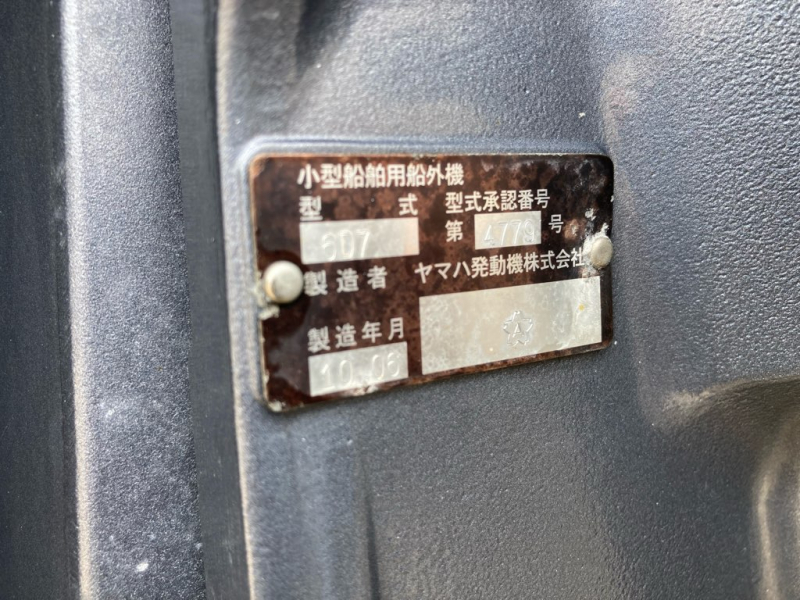 小型船舶用船外機
型 式 型式承認番号
6D7 第 4779 号
製造者 ヤマハ発動機株式会社
製造年月
10.06